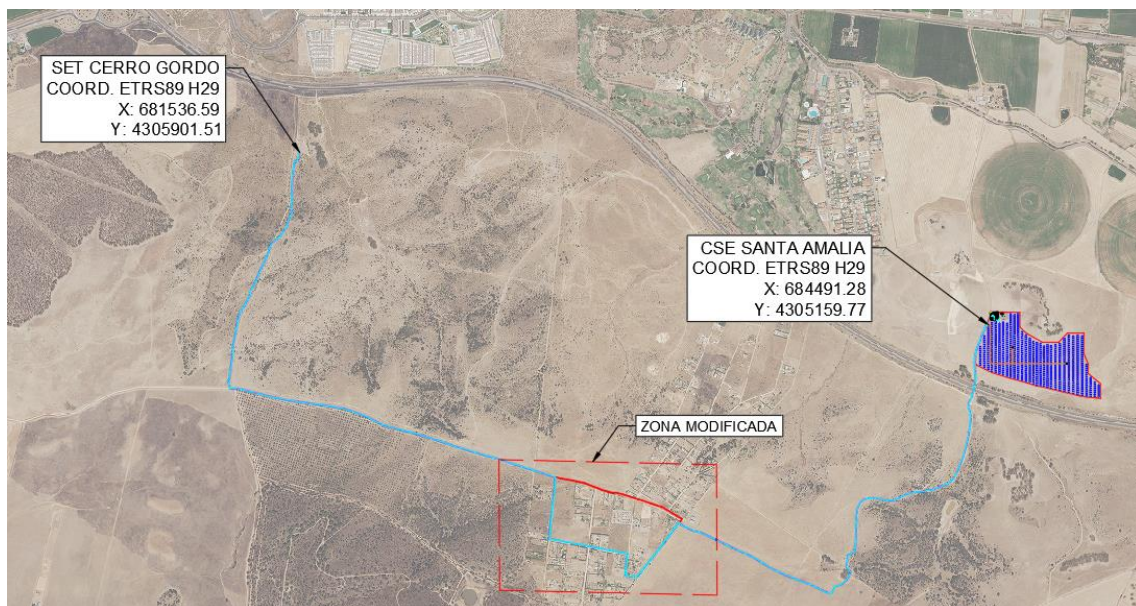 SET CERRO GORDO
COORD. ETRS89 H29
X: 681536.59
Y: 4305901.51
CSE SANTA AMALIA
COORD. ETRS89 H29
X: 684491.28
Y: 4305159.77
ZONA MODIFICADA